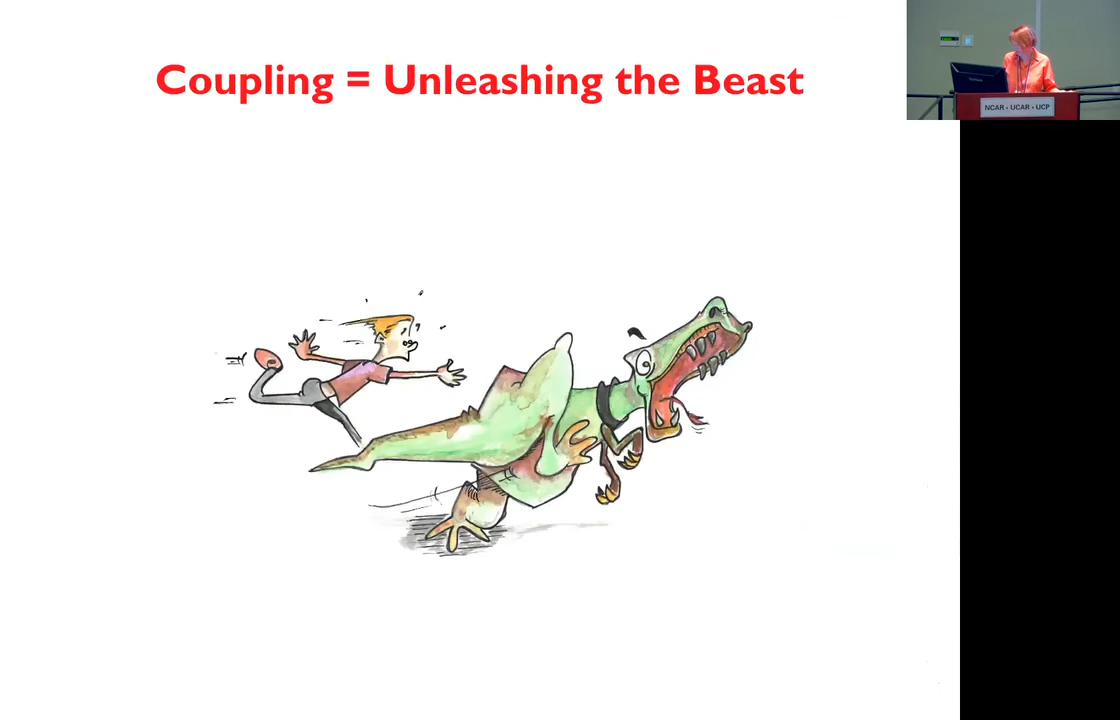 Coupling = Unleashing the Beast
NCAR • UCAR • UCP